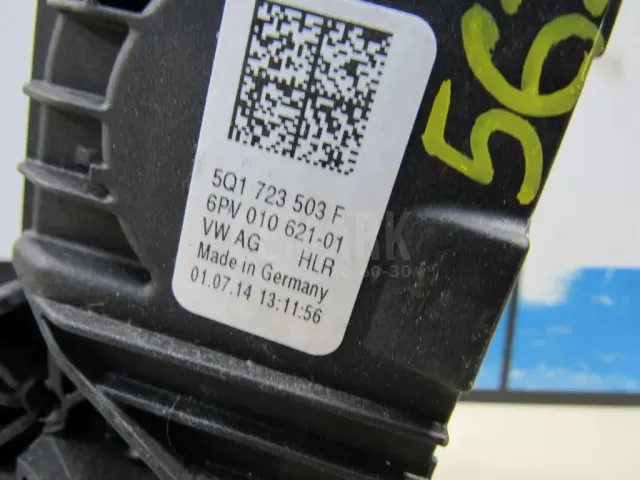 5Q1 723 503 F
6PV 010 621-01
VW AG HLR
Made in Germany
01.07.14 13:11:56